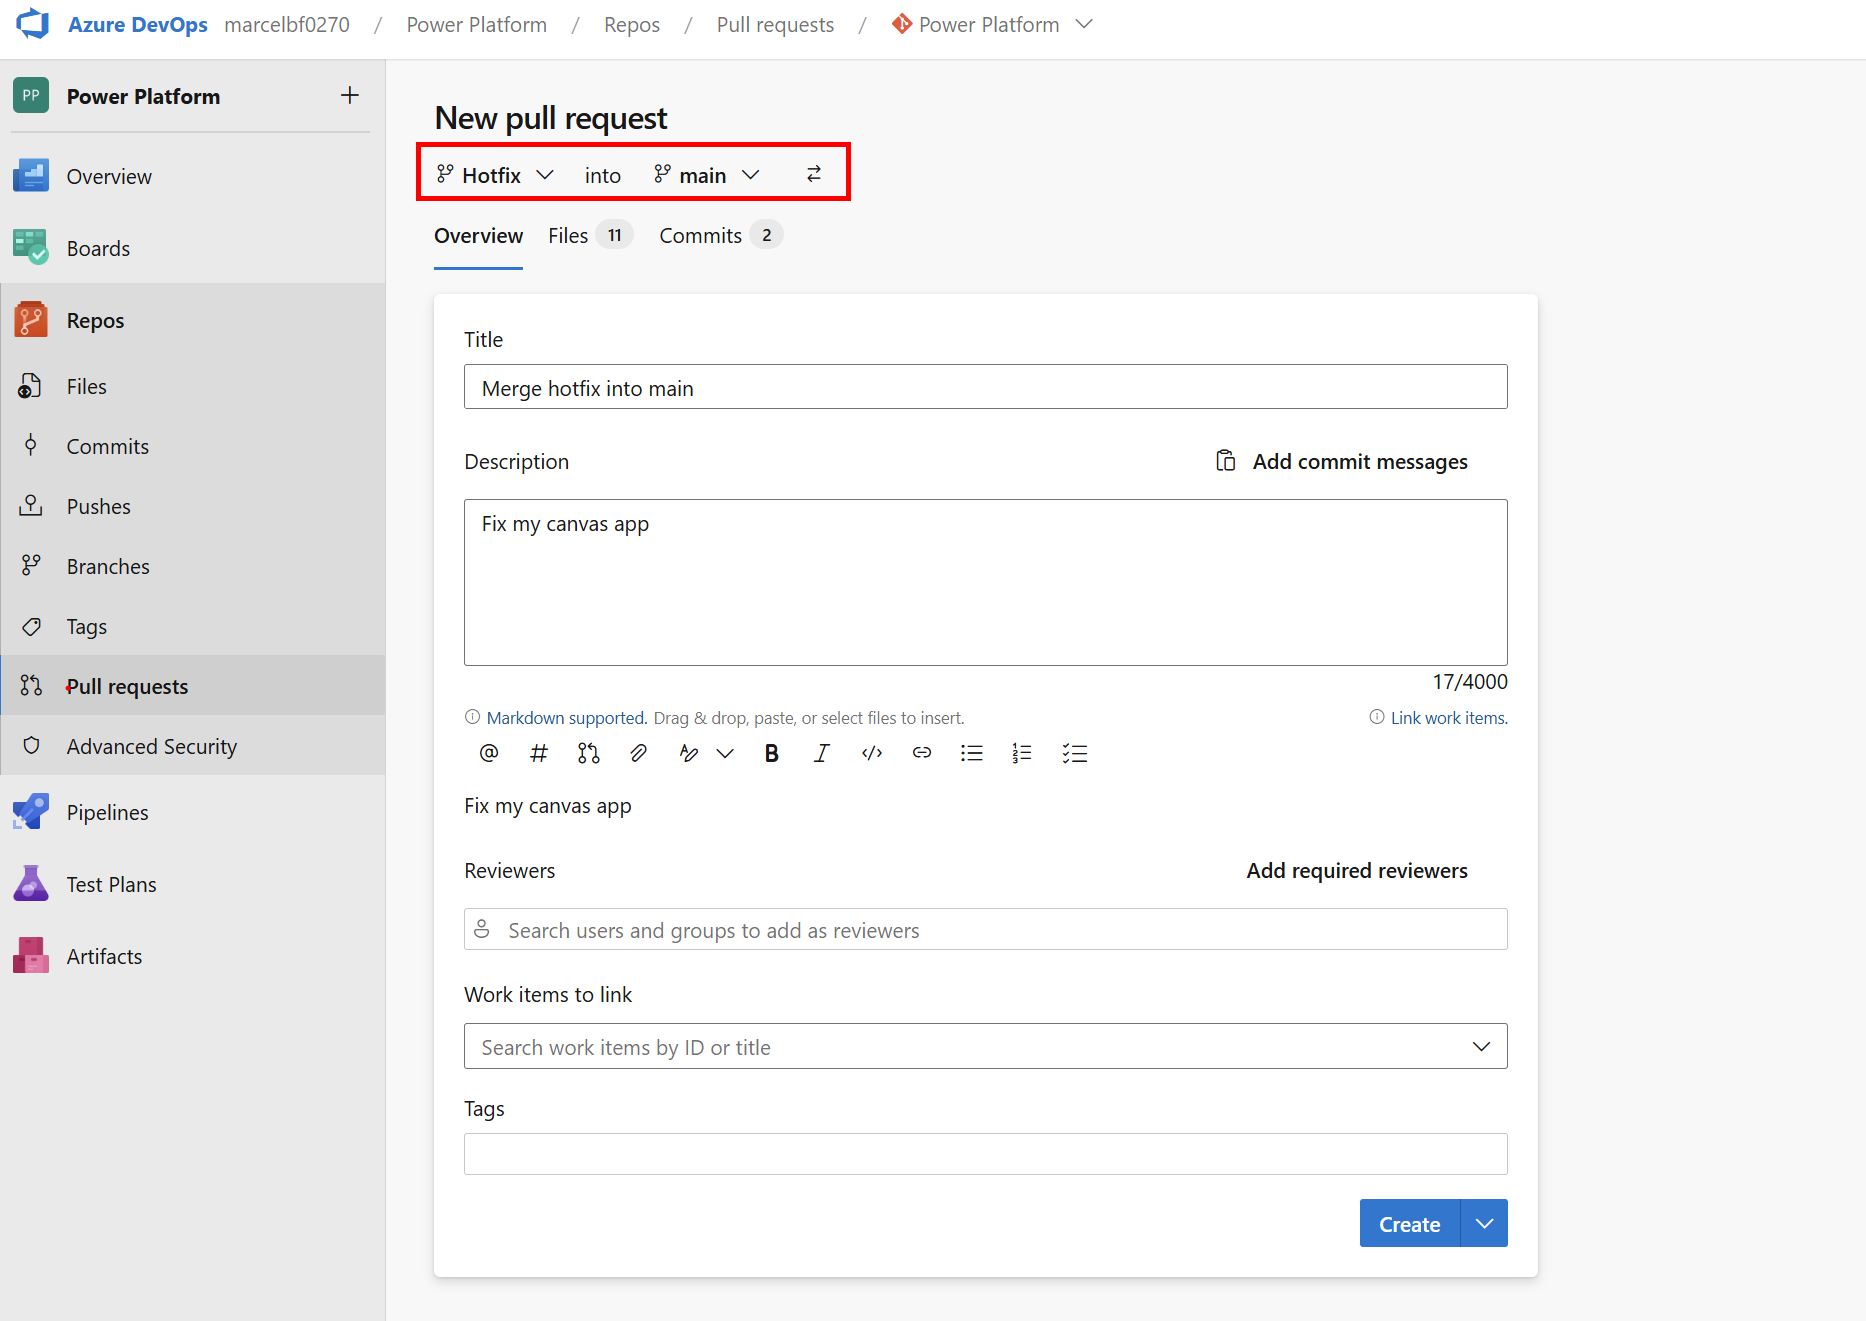 Azure DevOps marcelbf0270 / Power Platform / Repos / Pull requests / Power Platform
PP Power Platform
Overview
Boards
Repos
Files
Commits
Pushes
Branches
Tags
Pull requests
Advanced Security
Pipelines
Test Plans
Artifacts
New pull request
Hotfix into main
Overview Files 11 Commits 2
Title
Merge hotfix into main
Description Add commit messages
Fix my canvas app
17/4000
Markdown supported. Drag & drop, paste, or select files to insert. Link work items.
Fix my canvas app
Reviewers Add required reviewers
Search users and groups to add as reviewers
Work items to link
Search work items by ID or title
Tags
Create